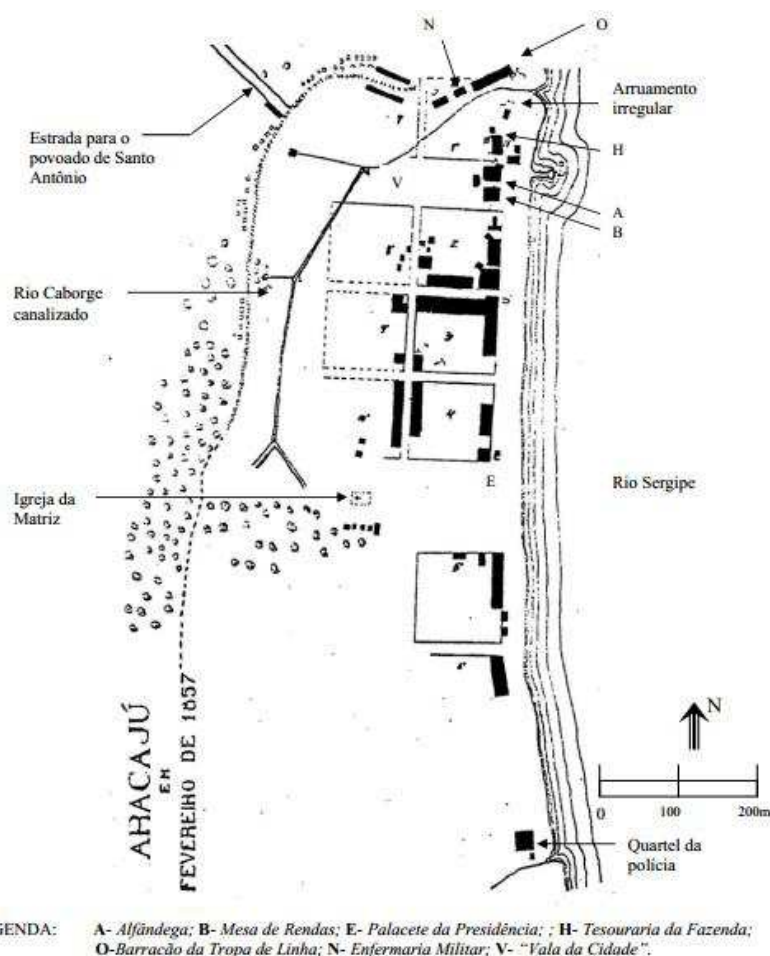 N
O
Arruamento
irregular
Estrada para o
povoado de Santo
Antônio
H
V
A
B
Rio Caborge
canalizado
Igreja da
Matriz
E
Rio Sergipe
N
0 100 200m
ARACAJÚ
EM
FEVEREIRO DE 1857
Quartel da
polícia
GENDA: A- Alfândega; B- Mesa de Rendas; E- Palacete da Presidência; ; H- Tesouraria da Fazenda;
O-Barracão da Tropa de Linha; N- Enfermaria Militar; V- “Vala da Cidade”.